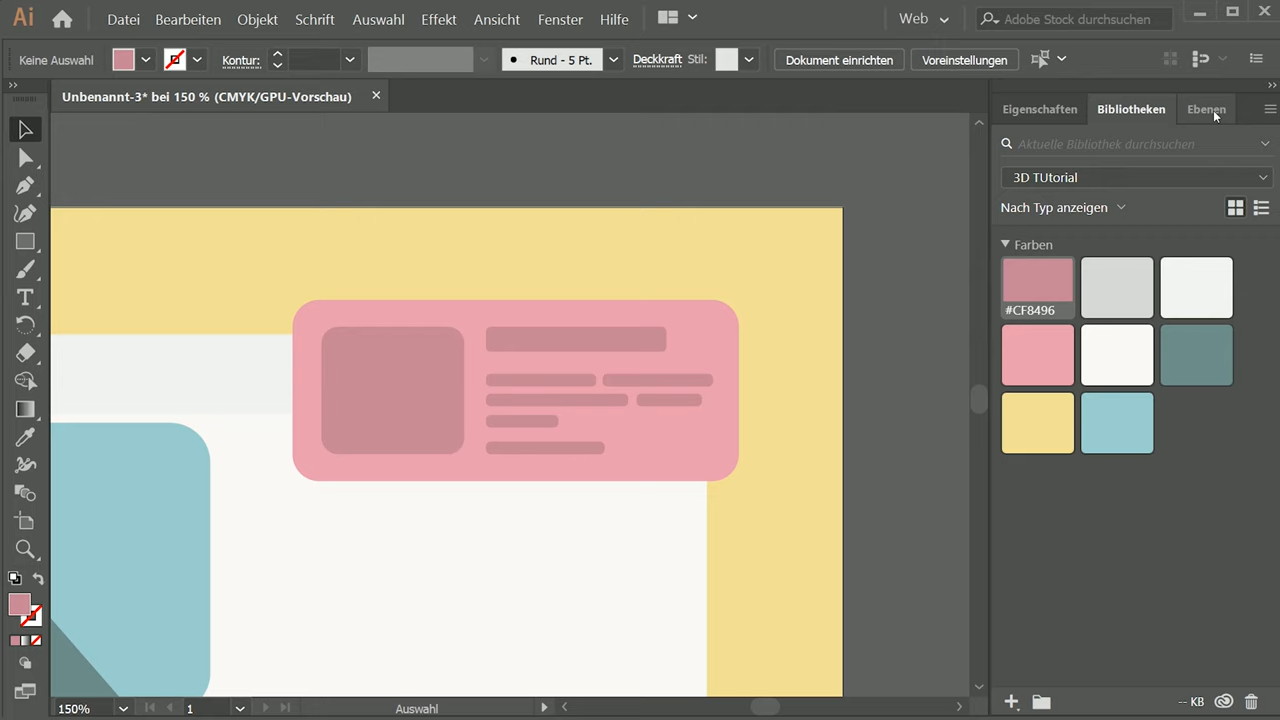 Ai Datei Bearbeiten Objekt Schrift Auswahl Effekt Ansicht Fenster Hilfe Web Adobe Stock durchsuchen
Keine Auswahl Kontur: Rund - 5 Pt. Deckkraft Stil: Dokument einrichten Voreinstellungen
Unbenannt-3* bei 150 % (CMYK/GPU-Vorschau)
Eigenschaften Bibliotheken Ebenen
Aktuelle Bibliothek durchsuchen
3D TUtorial
Nach Typ anzeigen
Farben
#CF8496
150% 1 Auswahl -- KB